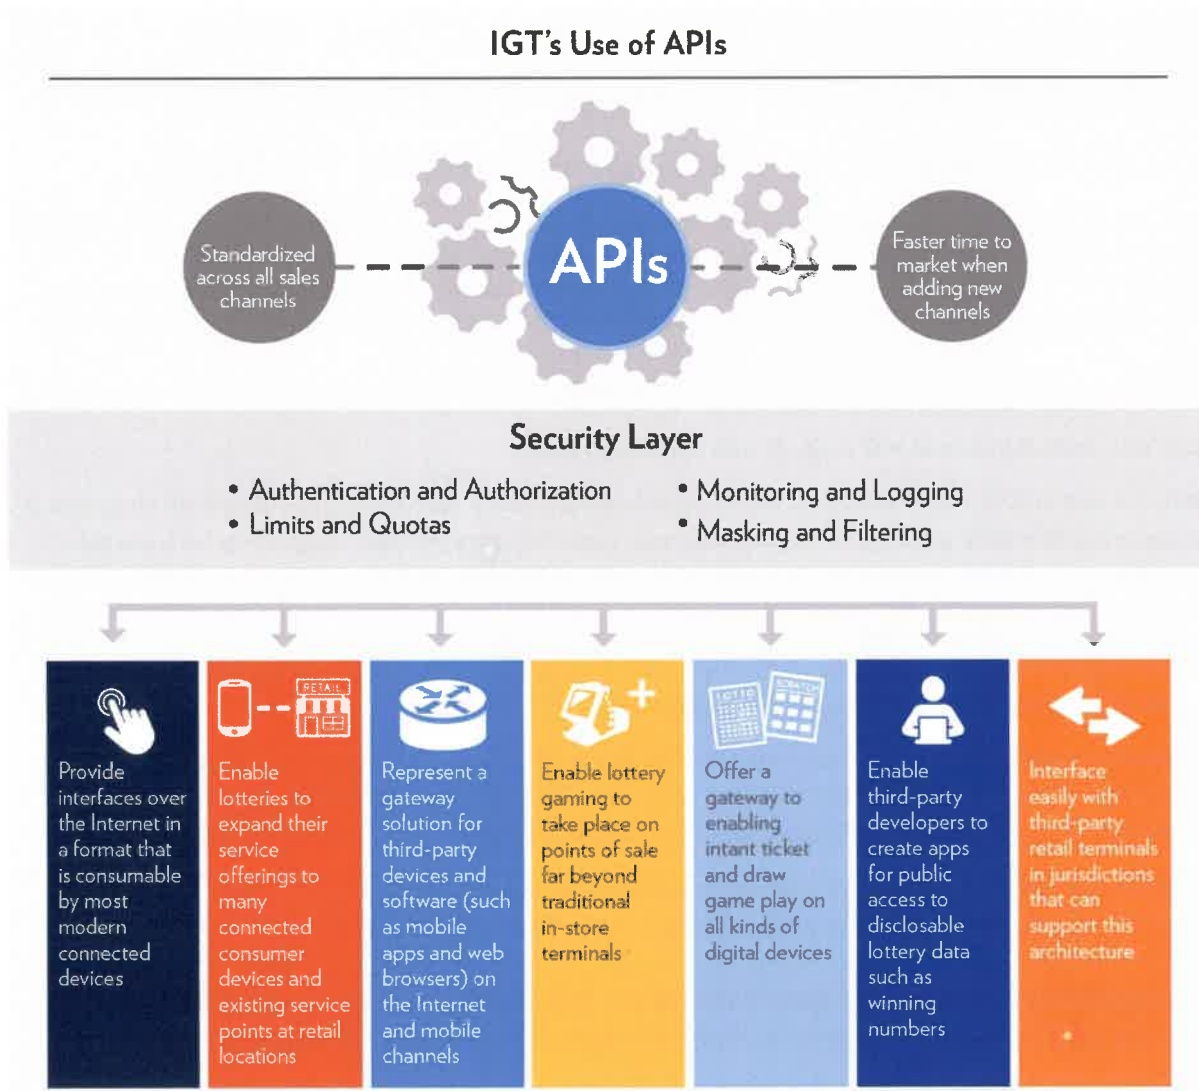 IGT's Use of APIs
Standardized
across all sales
channels
APIs
Faster time to
market when
adding new
channels
Security Layer
• Authentication and Authorization
• Limits and Quotas
• Monitoring and Logging
• Masking and Filtering
Provide
interfaces over
the Internet in
a format that
is consumable
by most
modern
connected
devices
RETAIL
Enable
lotteries to
expand their
service
offerings to
many
connected
consumer
devices and
existing service
points at retail
locations
Represent a
gateway
solution for
third-party
devices and
software (such
as mobile
apps and web
browsers) on
the Internet
and mobile
channels
Enable lottery
gaming to
take place on
points of sale
far beyond
traditional
in-store
terminals
LOTTO
SCRATCH
Offer a
gateway to
enabling
intant ticket
and draw
game play on
all kinds of
digital devices
Enable
third-party
developers to
create apps
for public
access to
disclosable
lottery data
such as
winning
numbers
Interface
easily with
third-party
retail terminals
in jurisdictions
that can
support this
architecture